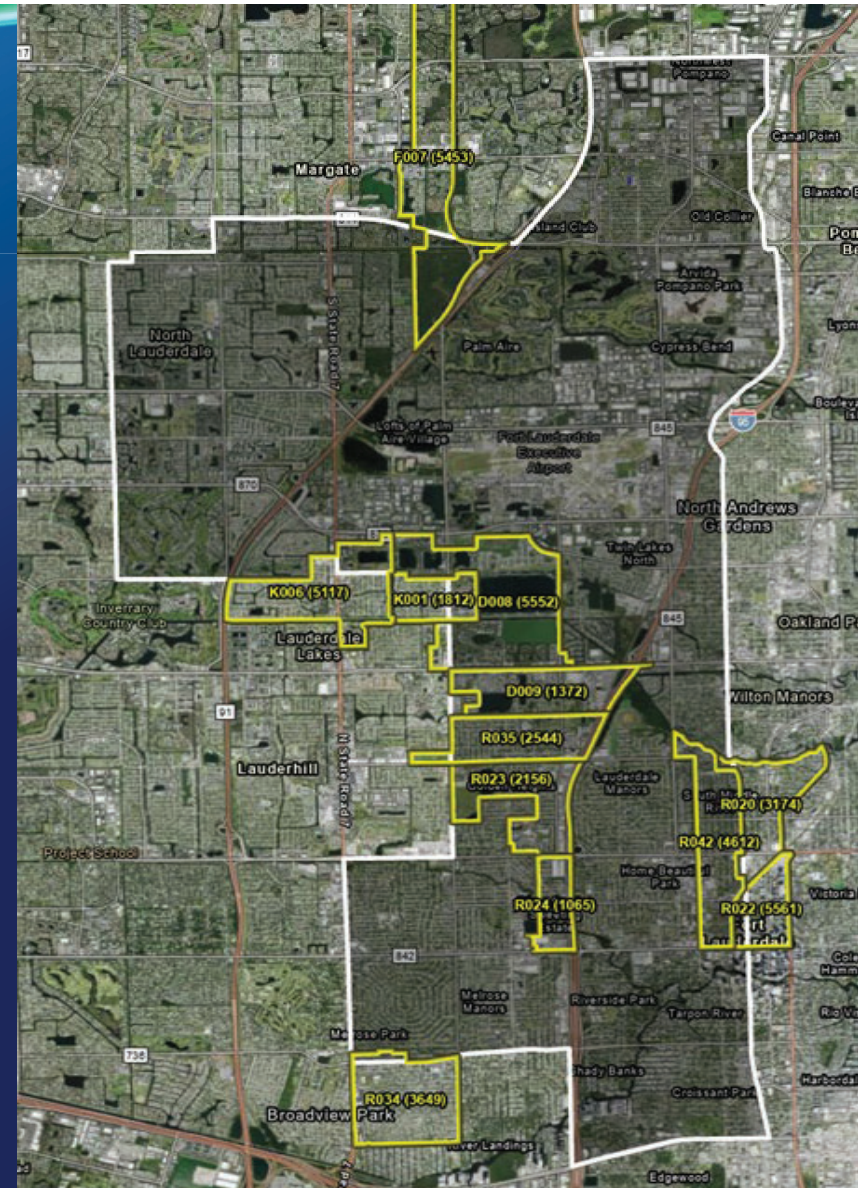 17
Northwest
Pompano
Canal Point
F007 (5453)
Margate
Island Club
Old Collier
Arvida
Pompano Park
North
Lauderdale
S State Road 7
Palm Aire
Cypress Bend
Lofts of Palm
Aire Village
Fort Lauderdale
Executive
Airport
845
95
870
North Andrews
Gardens
Twin Lakes
North
K006 (5117)
K001 (1812)
D008 (5552)
Inverrary
Country Club
845
Lauderdale
Lakes
D009 (1372)
Wilton Manors
91
R035 (2544)
Lauderhill
N State Road 7
R023 (2156)
Lauderdale
Manors
R020 (3174)
R042 (4612)
Project School
Home Beautiful
Park
R024 (1065)
R022 (5561)
842
Melrose
Manors
Riverside Park
Tarpon River
Melrose Park
736
Shady Banks
Croissant Park
R034 (3649)
Broadview Park
River Landings
Edgewood